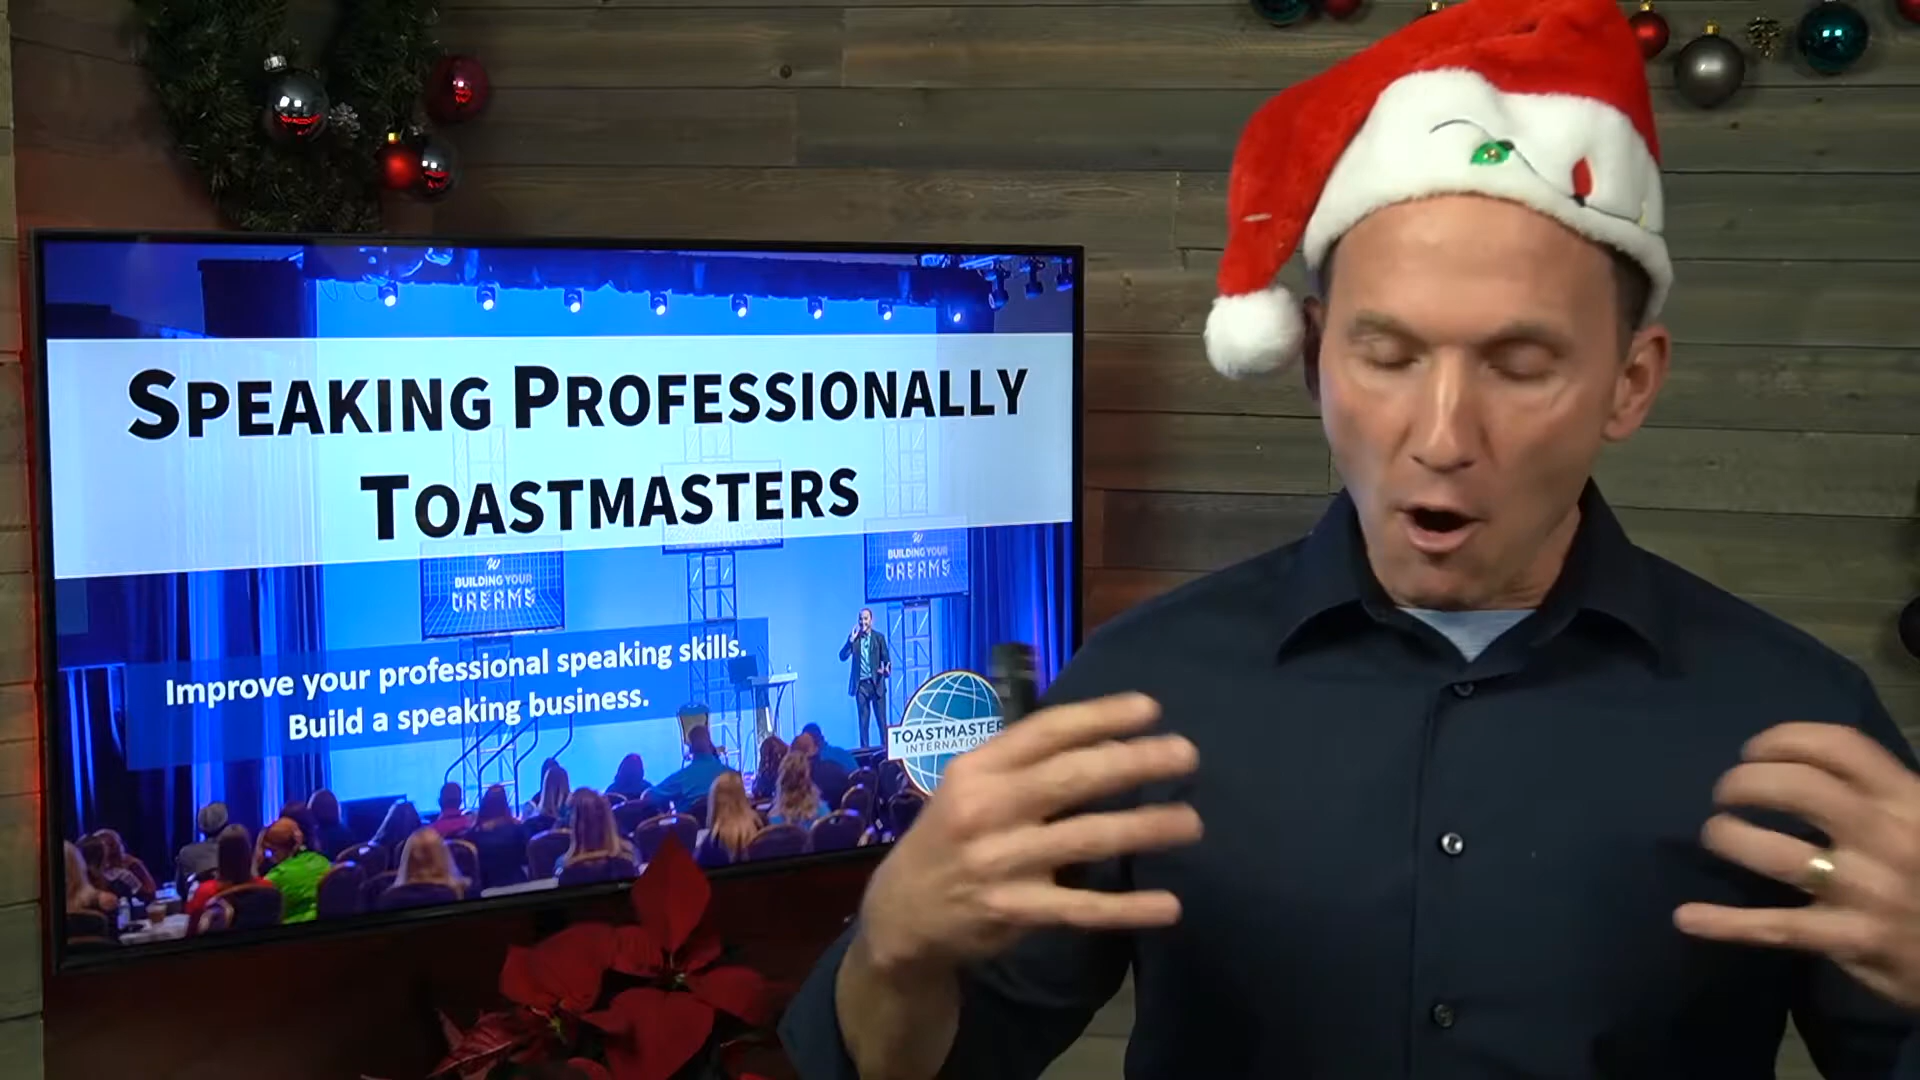 SPEAKING PROFESSIONALLY
TOASTMASTERS
W
BUILDING YOUR
DREAMS
W
BUILDING YOUR
DREAMS
Improve your professional speaking skills.
Build a speaking business.
TOASTMASTER
INTERNATIONA